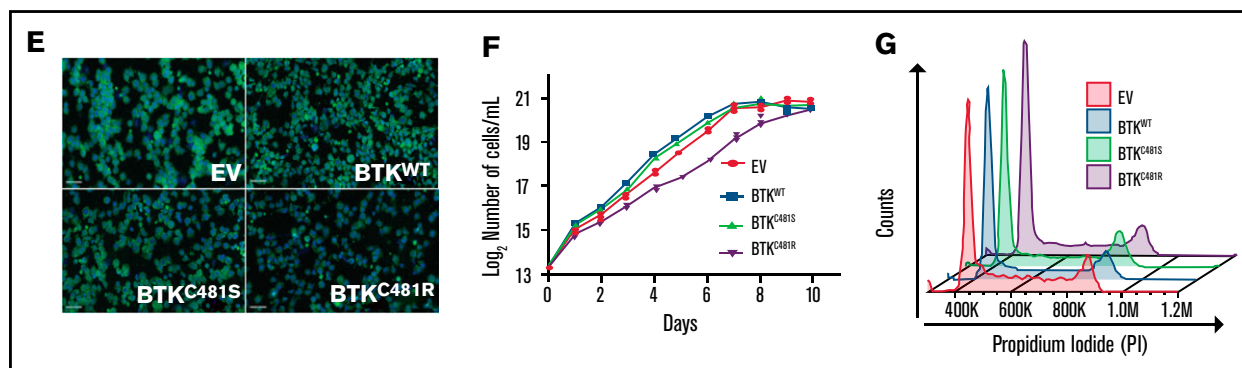 E
EV
BTKWT
BTKC481S
BTKC481R
F
Log2 Number of cells/mL
21
19
17
15
13
0
2
4
6
8
10
Days
EV
BTKWT
BTKC481S
BTKC481R
G
Counts
EV
BTKWT
BTKC481S
BTKC481R
400K
600K
800K
1.0M
1.2M
Propidium Iodide (PI)